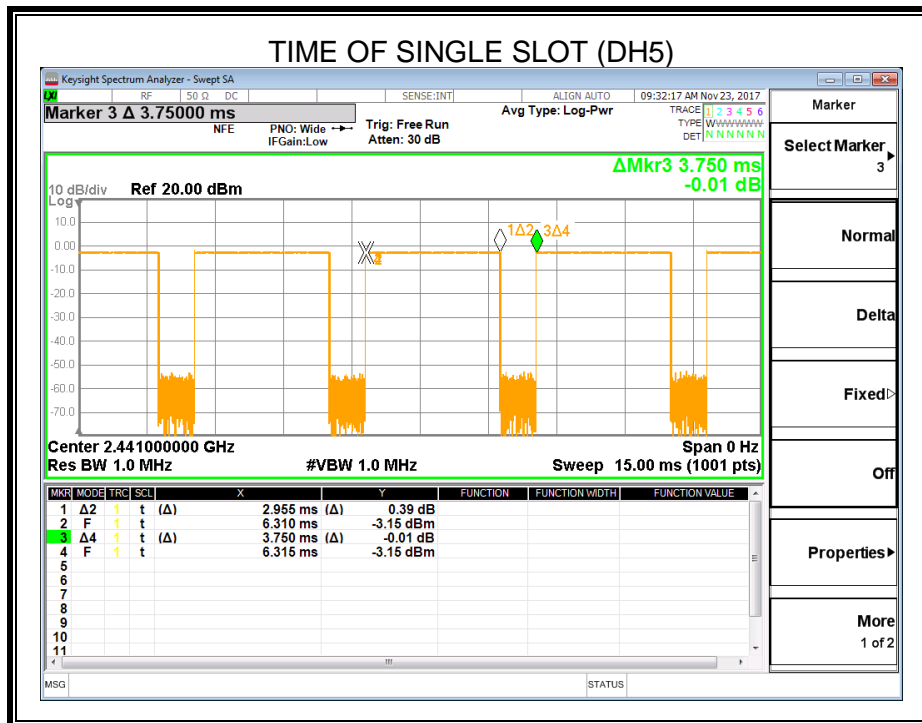 TIME OF SINGLE SLOT (DH5)
Keysight Spectrum Analyzer - Swept SA
LXI RF 50 Ω DC SENSE:INT ALIGN AUTO 09:32:17 AM Nov 23, 2017
Marker 3 Δ 3.75000 ms
NFE
PNO: Wide
IFGain:Low
Trig: Free Run
Atten: 30 dB
Avg Type: Log-Pwr
TRACE 1 2 3 4 5 6
TYPE WWWWWW
DET N N N N N N
ΔMkr3 3.750 ms
-0.01 dB
10 dB/div Ref 20.00 dBm
Log
10.0
0.00
-10.0
-20.0
-30.0
-40.0
-50.0
-60.0
-70.0
1Δ2 3Δ4
Center 2.441000000 GHz Span 0 Hz
Res BW 1.0 MHz #VBW 1.0 MHz Sweep 15.00 ms (1001 pts)
MKR MODE TRC SCL X Y FUNCTION FUNCTION WIDTH FUNCTION VALUE
1 Δ2 1 t (Δ) 2.955 ms (Δ) 0.39 dB
2 F 1 t 6.310 ms -3.15 dBm
3 Δ4 1 t (Δ) 3.750 ms (Δ) -0.01 dB
4 F 1 t 6.315 ms -3.15 dBm
5
6
7
8
9
10
11
MSG STATUS
Marker
Select Marker
3
Normal
Delta
Fixed
Off
Properties
More
1 of 2